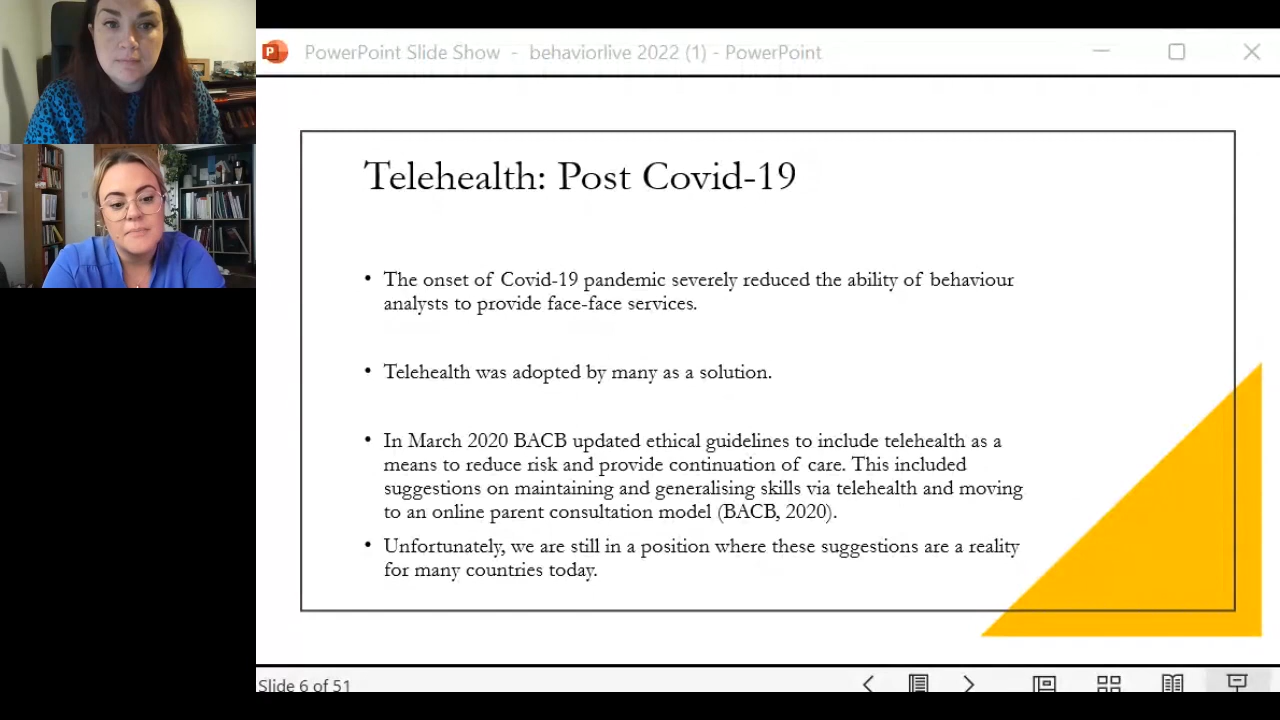 PowerPoint Slide Show - behaviorlive 2022 (1) - PowerPoint
Telehealth: Post Covid-19
• The onset of Covid-19 pandemic severely reduced the ability of behaviour
analysts to provide face-face services.
• Telehealth was adopted by many as a solution.
• In March 2020 BACB updated ethical guidelines to include telehealth as a
means to reduce risk and provide continuation of care. This included
suggestions on maintaining and generalising skills via telehealth and moving
to an online parent consultation model (BACB, 2020).
• Unfortunately, we are still in a position where these suggestions are a reality
for many countries today.
Slide 6 of 51